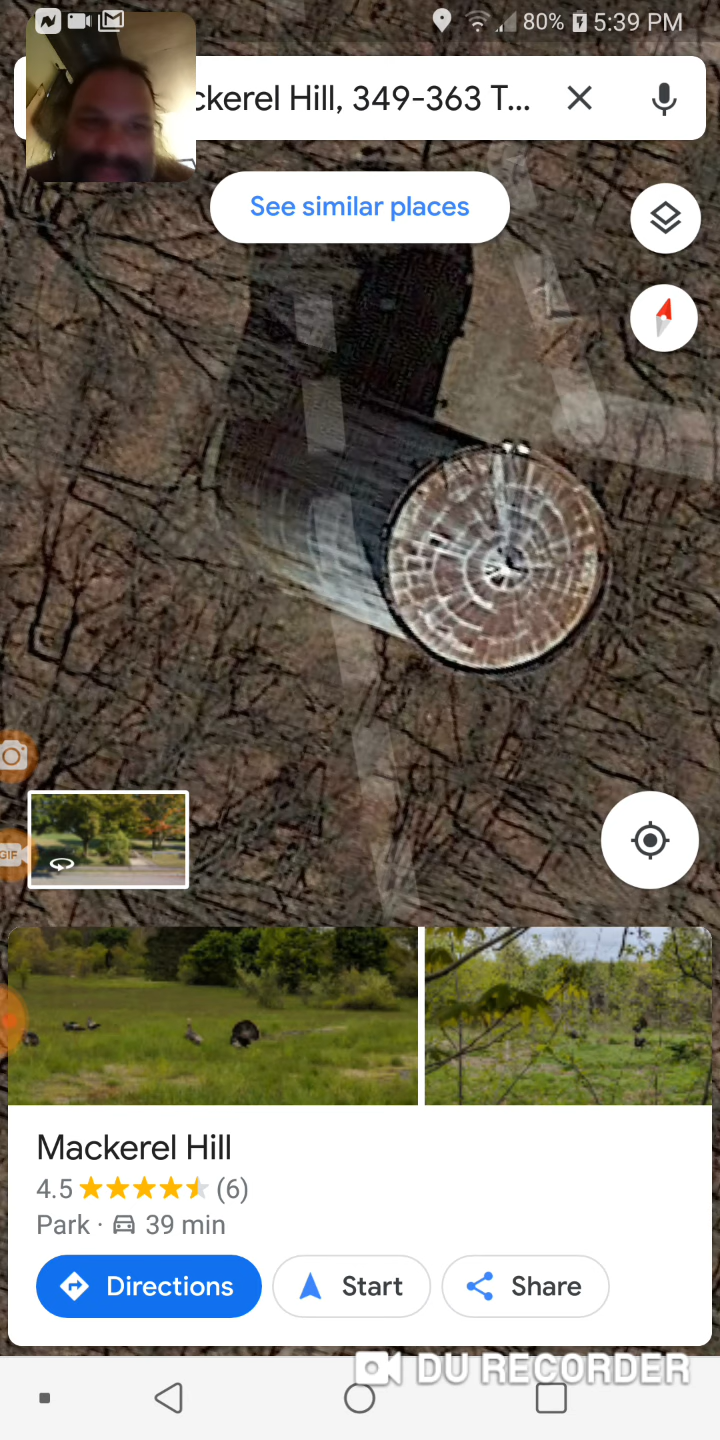 80% 5:39 PM
ckerel Hill, 349-363 T...
See similar places
GIF
Mackerel Hill
4.5 (6)
Park · 39 min
Directions
Start
Share
DU RECORDER